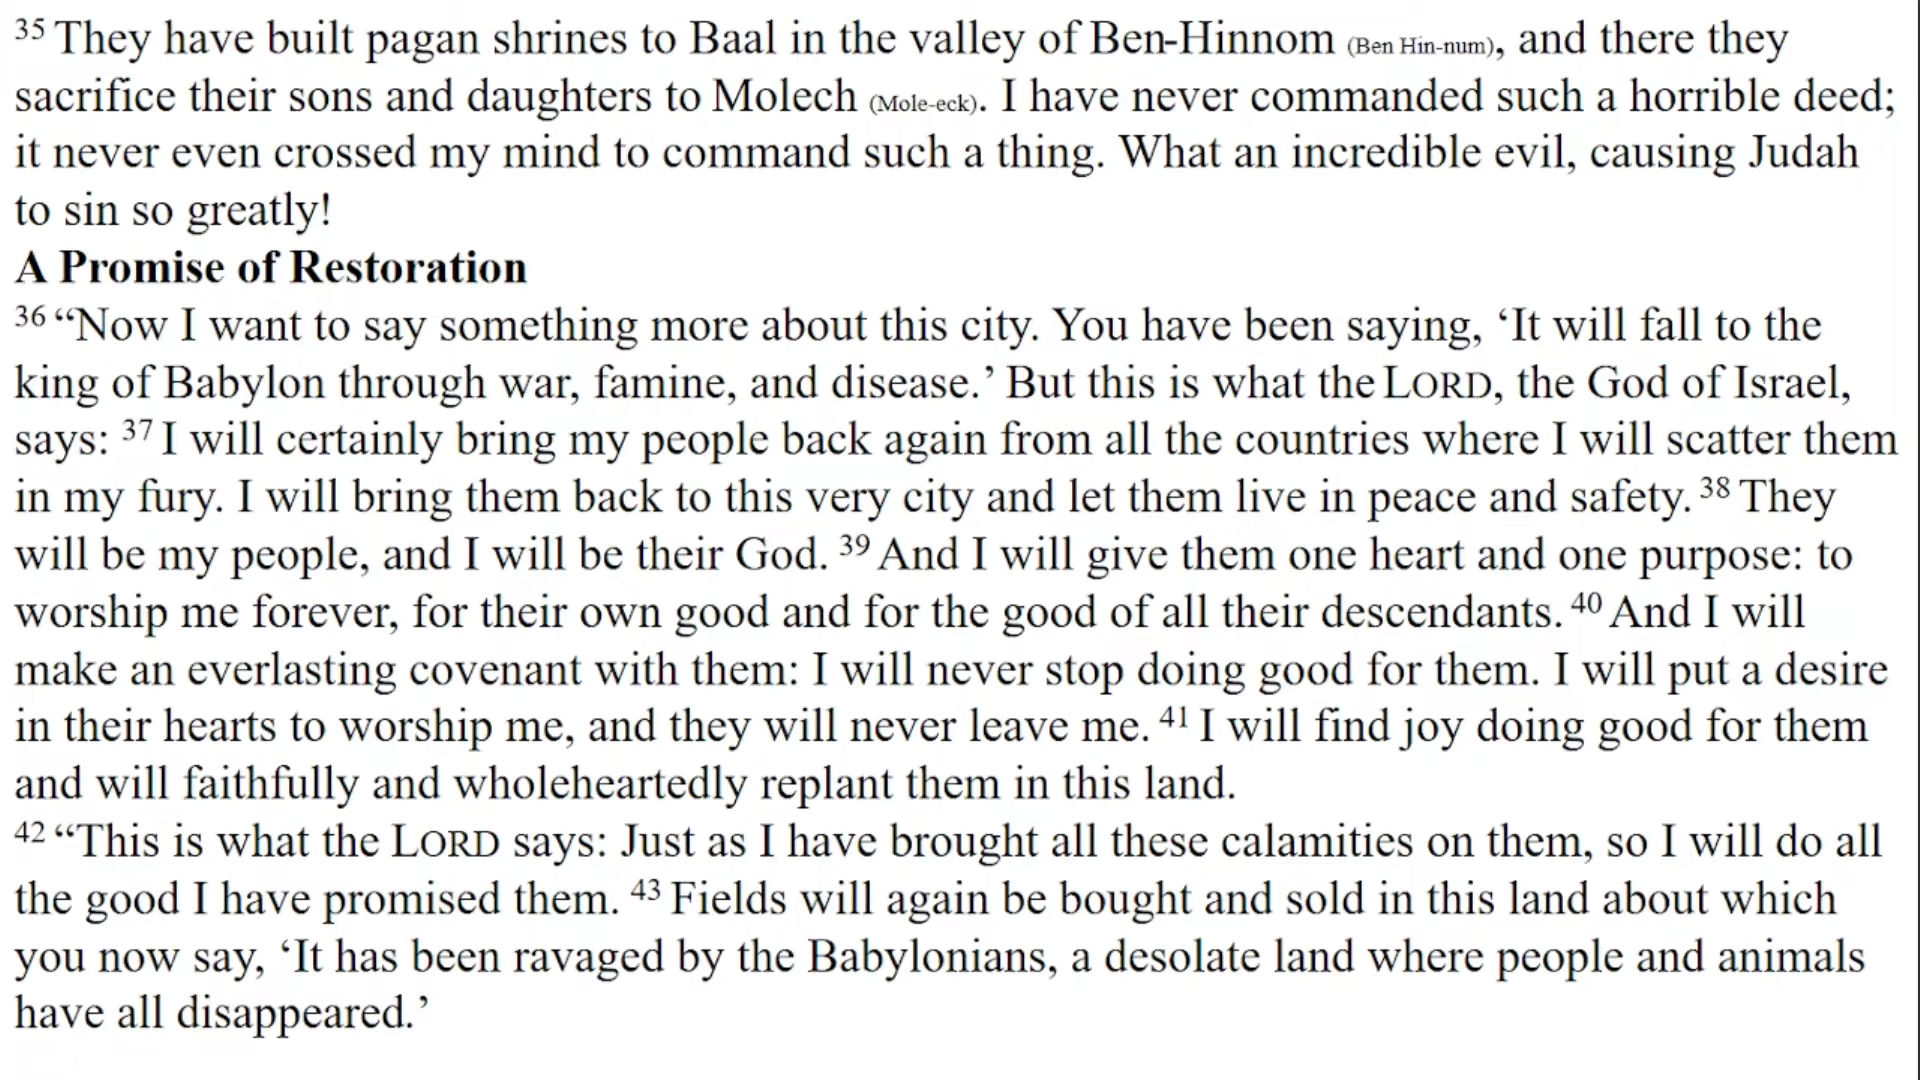 35 They have built pagan shrines to Baal in the valley of Ben-Hinnom (Ben Hin-num), and there they
sacrifice their sons and daughters to Molech (Mole-eck). I have never commanded such a horrible deed;
it never even crossed my mind to command such a thing. What an incredible evil, causing Judah
to sin so greatly!
A Promise of Restoration
36 “Now I want to say something more about this city. You have been saying, ‘It will fall to the
king of Babylon through war, famine, and disease.’ But this is what the LORD, the God of Israel,
says: 37 I will certainly bring my people back again from all the countries where I will scatter them
in my fury. I will bring them back to this very city and let them live in peace and safety. 38 They
will be my people, and I will be their God. 39 And I will give them one heart and one purpose: to
worship me forever, for their own good and for the good of all their descendants. 40 And I will
make an everlasting covenant with them: I will never stop doing good for them. I will put a desire
in their hearts to worship me, and they will never leave me. 41 I will find joy doing good for them
and will faithfully and wholeheartedly replant them in this land.
42 “This is what the LORD says: Just as I have brought all these calamities on them, so I will do all
the good I have promised them. 43 Fields will again be bought and sold in this land about which
you now say, ‘It has been ravaged by the Babylonians, a desolate land where people and animals
have all disappeared.’